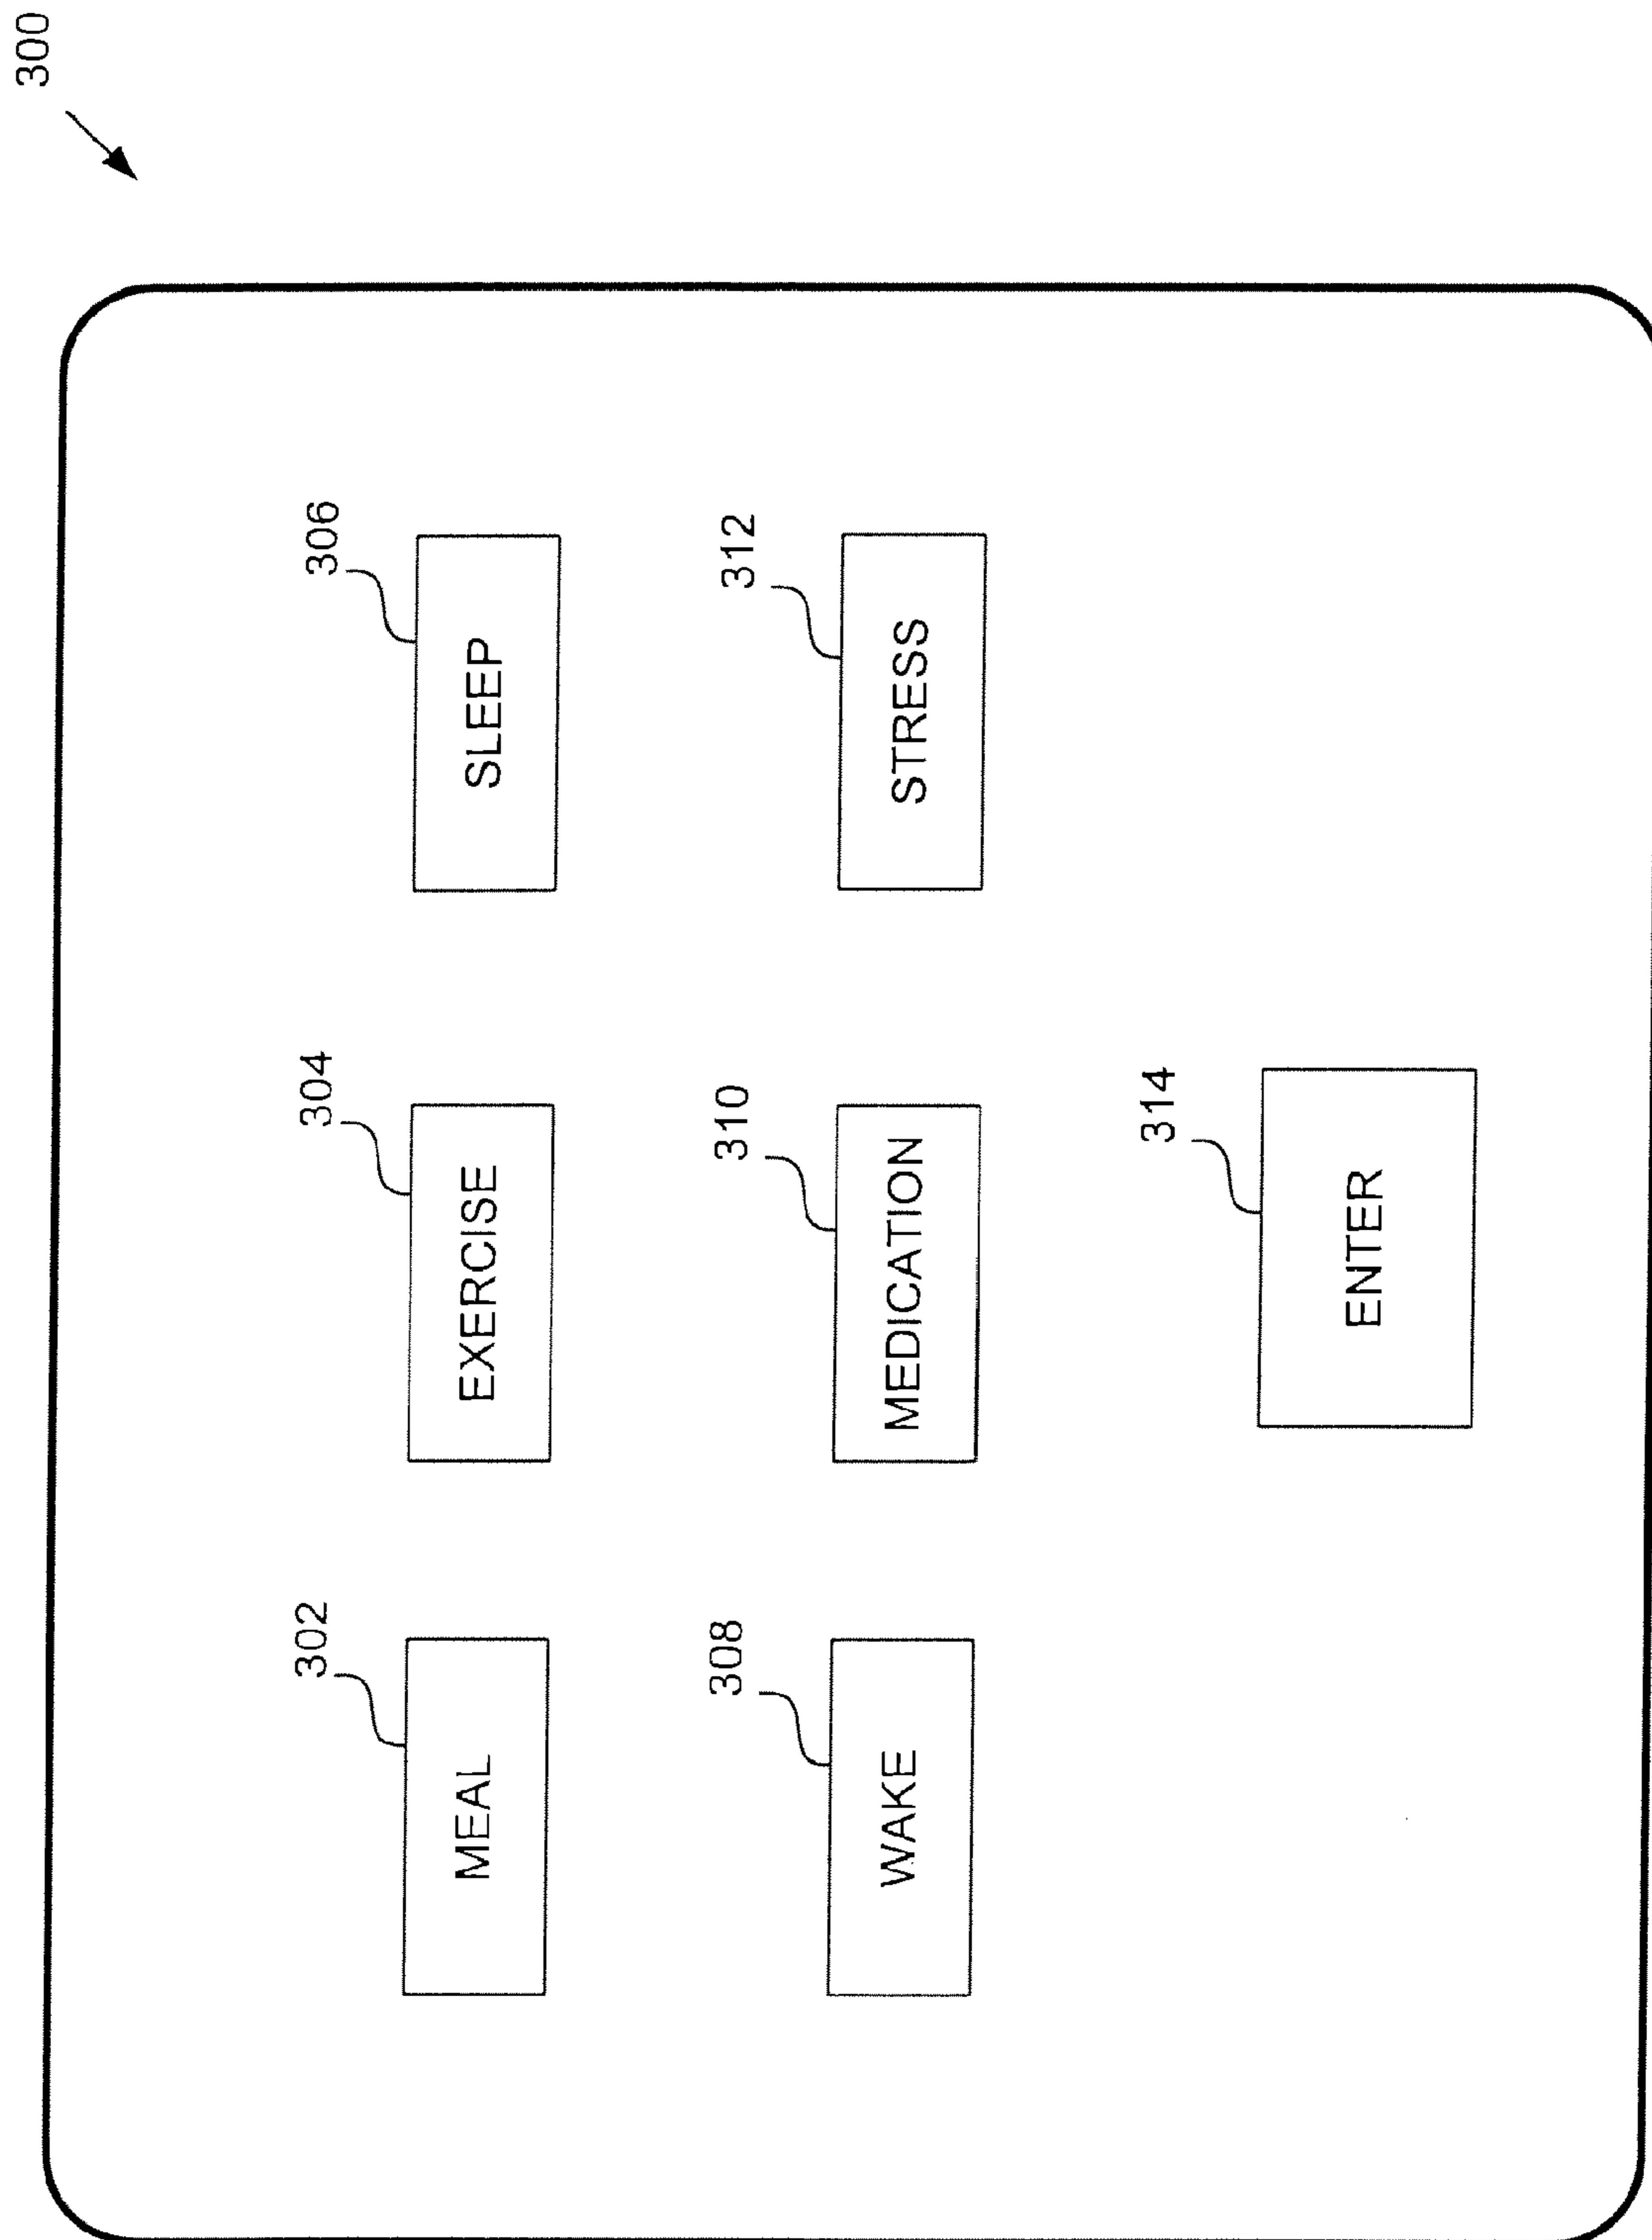 300
302
304
306
MEAL
EXERCISE
SLEEP
308
310
312
WAKE
MEDICATION
STRESS
314
ENTER